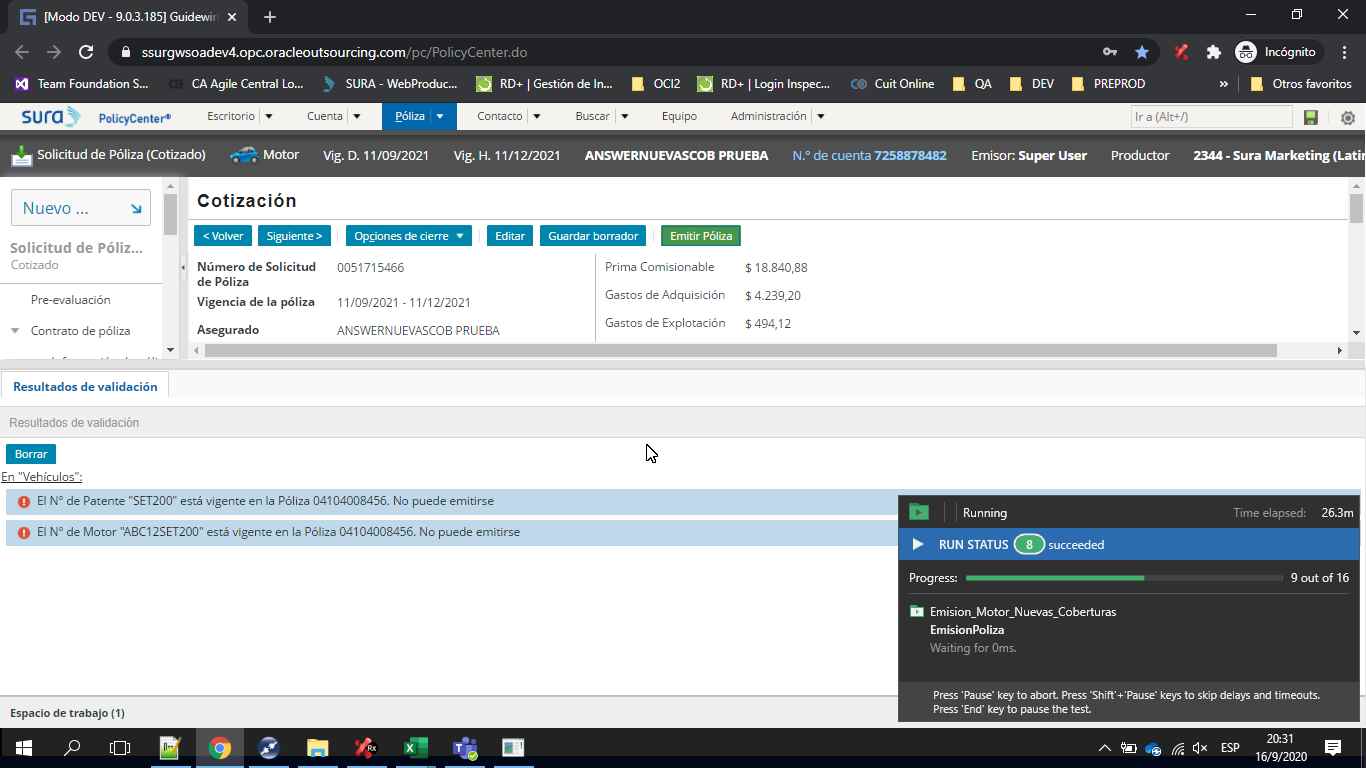 [Modo DEV - 9.0.3.185] Guidewir
ssurgwsoadev4.opc.oracleoutsourcing.com/pc/PolicyCenter.do
Incógnito
Team Foundation S...
CA Agile Central Lo...
SURA - WebProduc...
RD+ | Gestión de In...
OCI2
RD+ | Login Inspec...
Cuit Online
QA
DEV
PREPROD
»
Otros favoritos
sura PolicyCenter®
Escritorio
Cuenta
Póliza
Contacto
Buscar
Equipo
Administración
Ir a (Alt+/)
Solicitud de Póliza (Cotizado)
Motor
Vig. D. 11/09/2021
Vig. H. 11/12/2021
ANSWERNUEVASCOB PRUEBA
N.º de cuenta 7258878482
Emisor: Super User
Productor
2344 - Sura Marketing (Latin
Nuevo ...
Solicitud de Póliz...
Cotizado
Pre-evaluación
Contrato de póliza
Cotización
< Volver
Siguiente >
Opciones de cierre
Editar
Guardar borrador
Emitir Póliza
Número de Solicitud de Póliza 0051715466
Vigencia de la póliza 11/09/2021 - 11/12/2021
Asegurado ANSWERNUEVASCOB PRUEBA
Prima Comisionable $ 18.840,88
Gastos de Adquisición $ 4.239,20
Gastos de Explotación $ 494,12
Resultados de validación
Resultados de validación
Borrar
En "Vehículos":
El Nº de Patente "SET200" está vigente en la Póliza 04104008456. No puede emitirse
El Nº de Motor "ABC12SET200" está vigente en la Póliza 04104008456. No puede emitirse
Running
Time elapsed: 26.3m
RUN STATUS 8 succeeded
Progress: 9 out of 16
Emision_Motor_Nuevas_Coberturas
EmisionPoliza
Waiting for 0ms.
Press 'Pause' key to abort. Press 'Shift'+'Pause' keys to skip delays and timeouts.
Press 'End' key to pause the test.
Espacio de trabajo (1)
Rx
ESP
20:31
16/9/2020